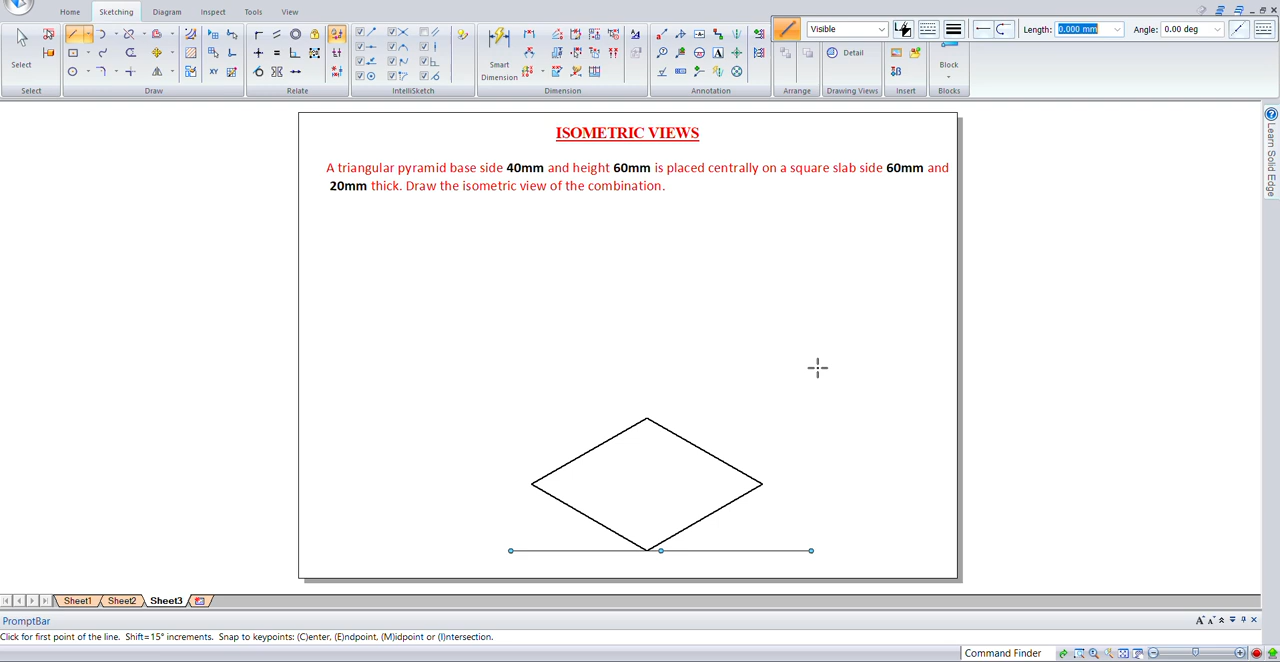 Home Sketching Diagram Inspect Tools View
Visible
Length: 0.000 mm
Angle: 0.00 deg
Select
Smart
Dimension
XY
A
Detail
Block
Select Draw Relate IntelliSketch Dimension Annotation Arrange Drawing Views Insert Blocks
Learn Solid Edge
ISOMETRIC VIEWS
A triangular pyramid base side 40mm and height 60mm is placed centrally on a square slab side 60mm and
20mm thick. Draw the isometric view of the combination.
Sheet1 Sheet2 Sheet3
PromptBar
Click for first point of the line. Shift=15° increments. Snap to keypoints: (C)enter, (E)ndpoint, (M)idpoint or (I)ntersection.
Command Finder